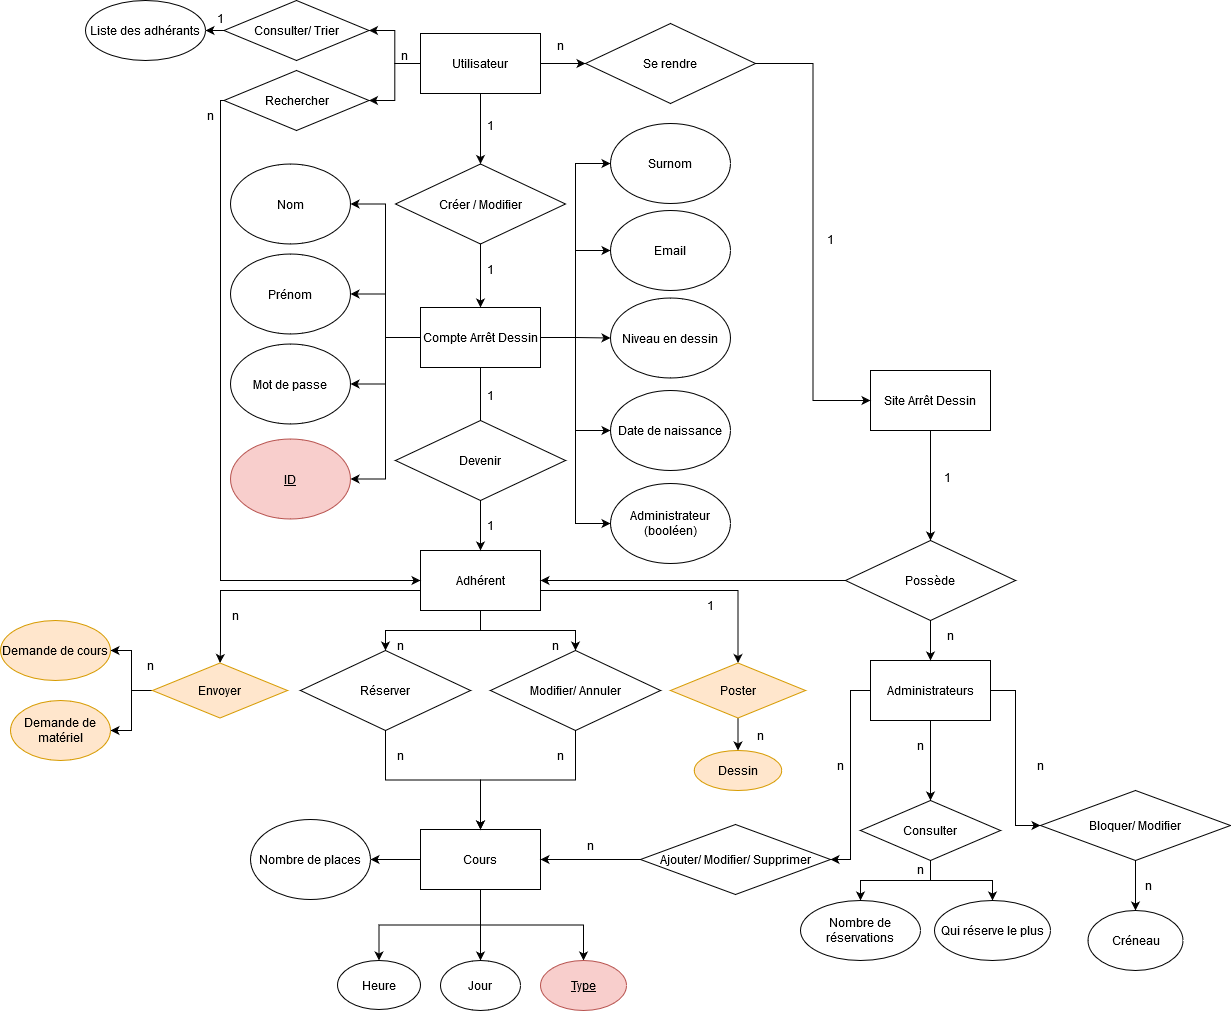 1
Liste des adhérants
Consulter/ Trier
n
Utilisateur
n
Se rendre
Rechercher
n
1
Surnom
Nom
Créer / Modifier
1
Email
1
Prénom
Compte Arrêt Dessin
Niveau en dessin
Mot de passe
1
Site Arrêt Dessin
Date de naissance
Devenir
ID
1
Administrateur
(booléen)
1
Adhérent
Possède
n
1
n
n
n
Demande de cours
n
Envoyer
Réserver
Modifier/ Annuler
Poster
Administrateurs
Demande de
matériel
n
n
n
n
n
n
Dessin
Nombre de places
Cours
n
Ajouter/ Modifier/ Supprimer
Consulter
Bloquer/ Modifier
n
n
Nombre de
réservations
Qui réserve le plus
Créneau
Heure
Jour
Type